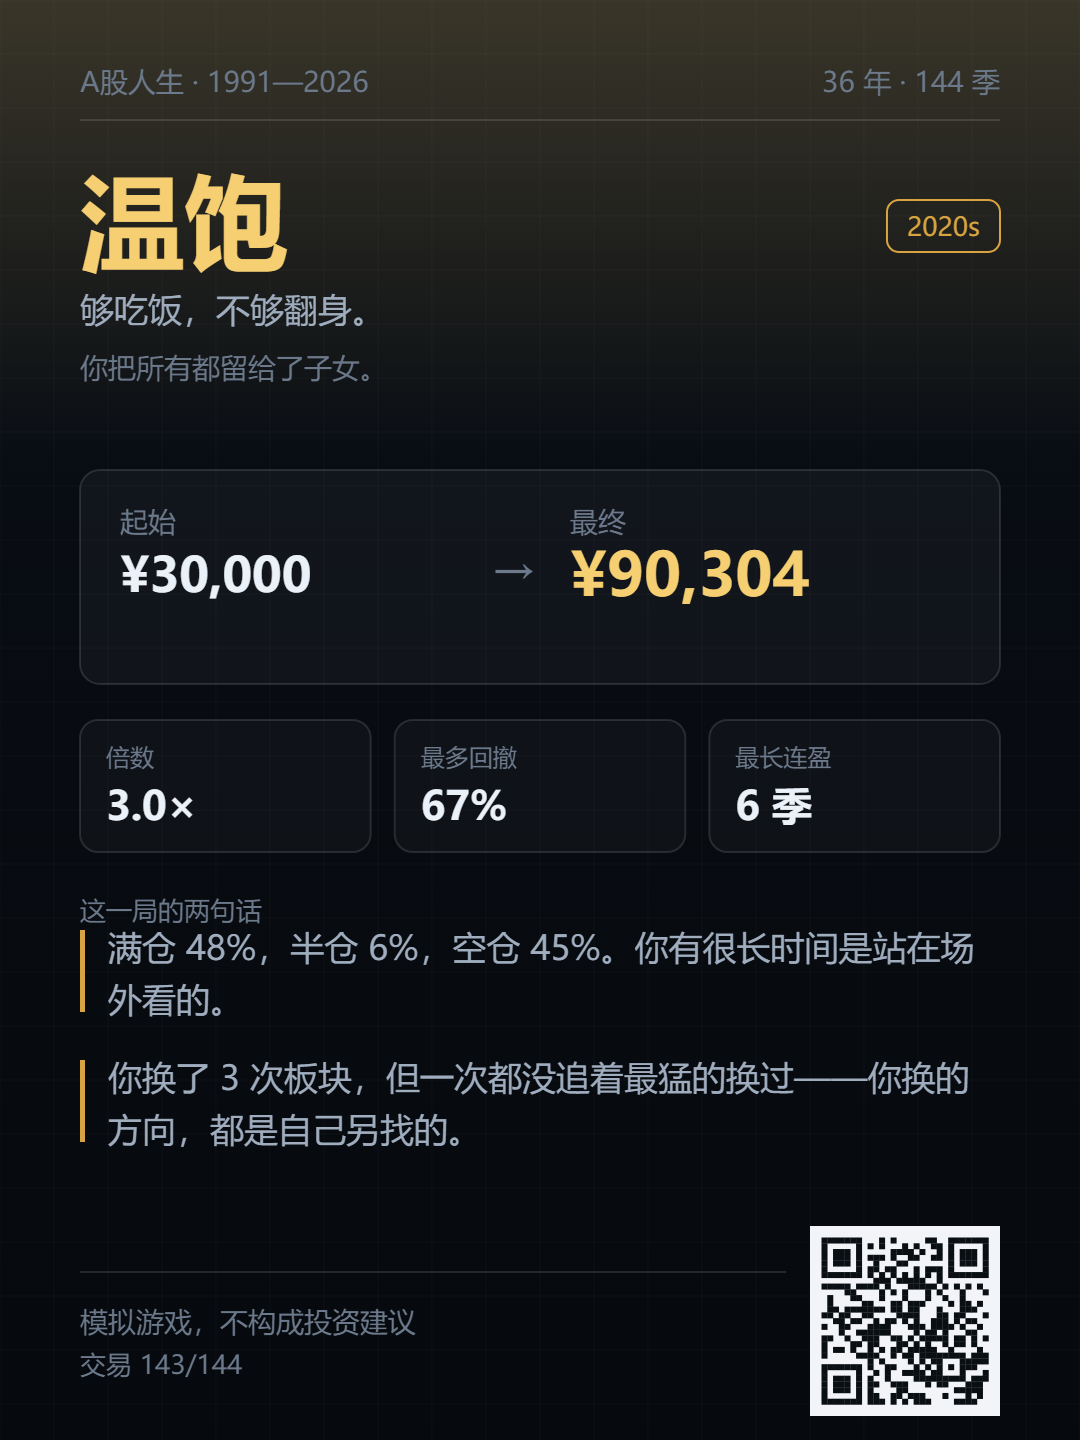 A股人生 · 1991—2026
36 年 · 144 季
温饱
2020s
够吃饭，不够翻身。
你把所有都留给了子女。
起始
最终
¥30,000
→
¥90,304
倍数
最多回撤
最长连盈
3.0×
67%
6 季
这一局的两句话
满仓 48%，半仓 6%，空仓 45%。你有很长时间是站在场
外看的。
你换了 3 次板块，但一次都没追着最猛的换过——你换的
方向，都是自己另找的。
模拟游戏，不构成投资建议
交易 143/144